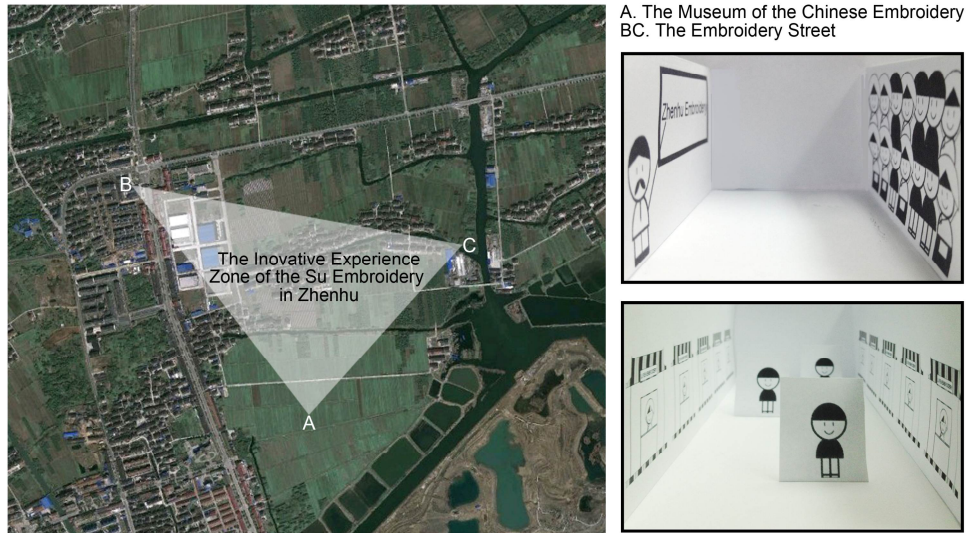 A. The Museum of the Chinese Embroidery
BC. The Embroidery Street
Zhenhu Embroidery
B
C
The Inovative Experience
Zone of the Su Embroidery
in Zhenhu
A